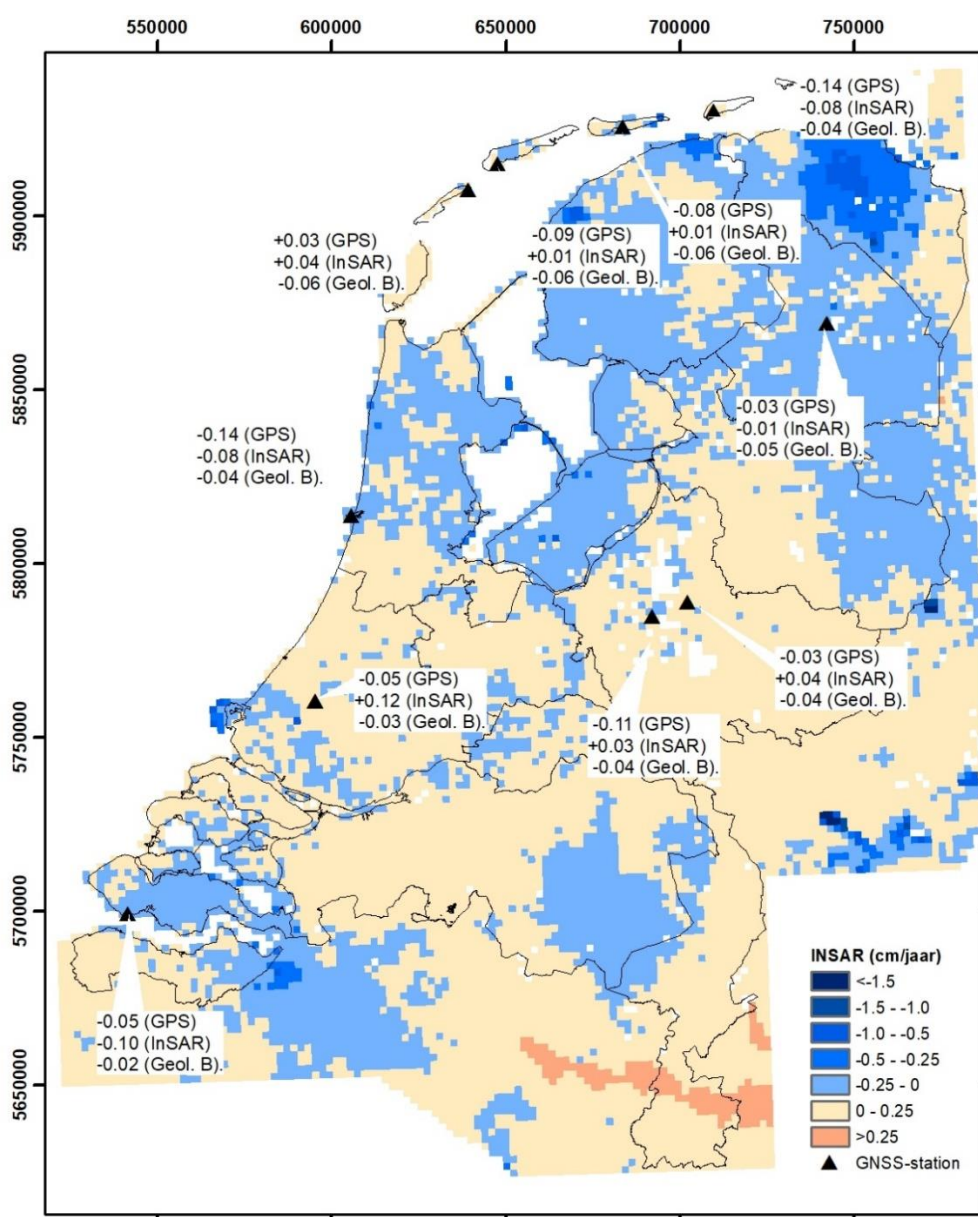 550000
600000
650000
700000
750000
5900000
5850000
5800000
5750000
5700000
5650000
-0.14 (GPS)
-0.08 (InSAR)
-0.04 (Geol. B).
-0.08 (GPS)
+0.01 (InSAR)
-0.06 (Geol. B).
-0.09 (GPS)
+0.01 (InSAR)
-0.06 (Geol. B).
+0.03 (GPS)
+0.04 (InSAR)
-0.06 (Geol. B).
-0.03 (GPS)
-0.01 (InSAR)
-0.05 (Geol. B).
-0.14 (GPS)
-0.08 (InSAR)
-0.04 (Geol. B).
-0.03 (GPS)
+0.04 (InSAR)
-0.04 (Geol. B).
-0.05 (GPS)
+0.12 (InSAR)
-0.03 (Geol. B).
-0.11 (GPS)
+0.03 (InSAR)
-0.04 (Geol. B).
-0.05 (GPS)
-0.10 (InSAR)
-0.02 (Geol. B).
INSAR (cm/jaar)
<-1.5
-1.5 - -1.0
-1.0 - -0.5
-0.5 - -0.25
-0.25 - 0
0 - 0.25
>0.25
GNSS-station